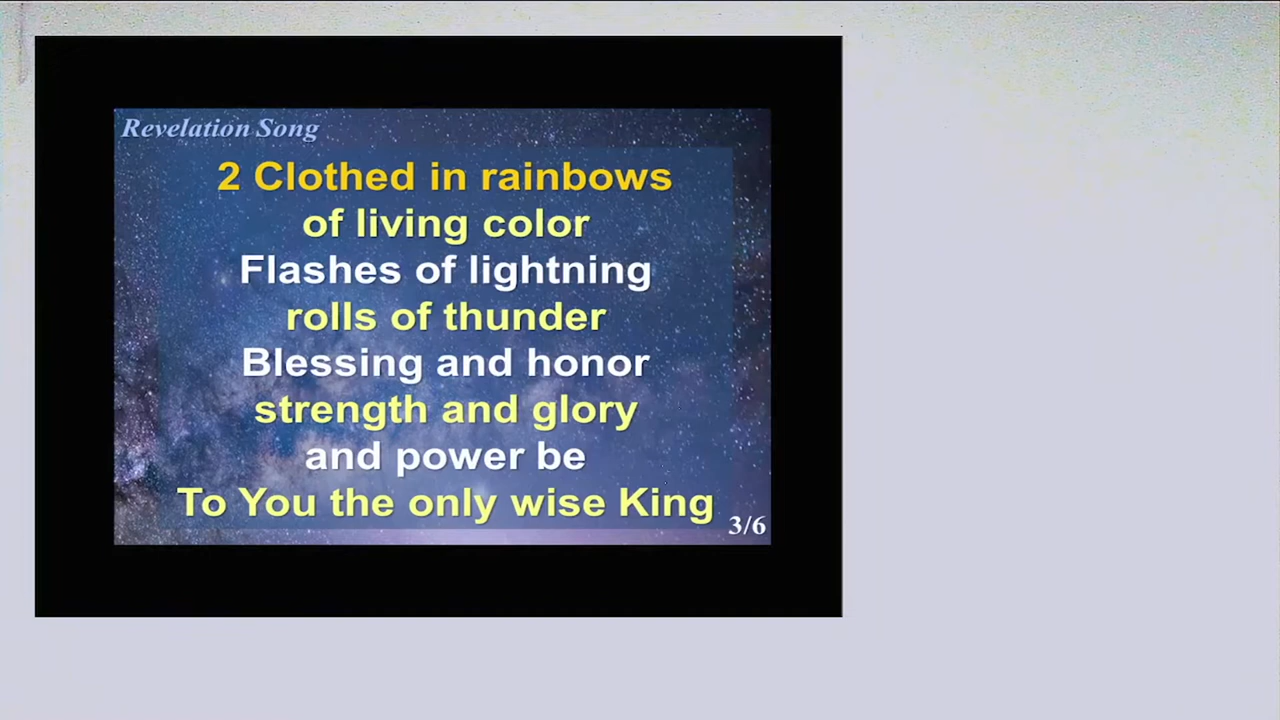 Revelation Song
2 Clothed in rainbows
of living color
Flashes of lightning
rolls of thunder
Blessing and honor
strength and glory
and power be
To You the only wise King
3/6